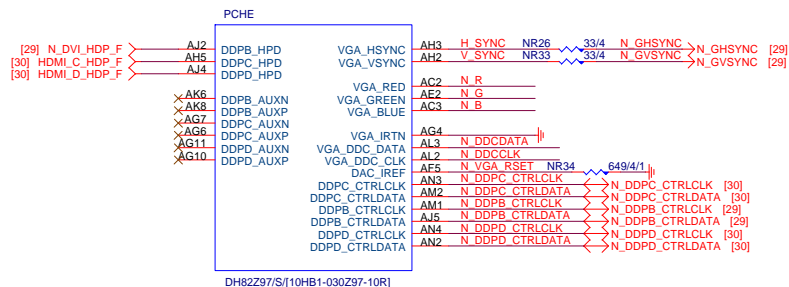 PCHE
[29] N_DVI_HDP_F AJ2 DDPB_HPD VGA_HSYNC AH3 H_SYNC NR26 33/4 N_GHSYNC N_GHSYNC [29]
[30] HDMI_C_HDP_F AH5 DDPC_HPD VGA_VSYNC AH2 V_SYNC NR33 33/4 N_GVSYNC N_GVSYNC [29]
[30] HDMI_D_HDP_F AJ4 DDPD_HPD
VGA_RED AC2 N_R
AK6 DDPB_AUXN VGA_GREEN AE2 N_G
AK8 DDPB_AUXP VGA_BLUE AC3 N_B
AG7 DDPC_AUXN
AG6 DDPC_AUXP VGA_IRTN AG4
AG11 DDPD_AUXN VGA_DDC_DATA AL3 N_DDCDATA
AG10 DDPD_AUXP VGA_DDC_CLK AL2 N_DDCCLK
DAC_IREF AF5 N_VGA_RSET NR34 649/4/1
DDPC_CTRLCLK AN3 N_DDPC_CTRLCLK N_DDPC_CTRLCLK [30]
DDPC_CTRLDATA AM2 N_DDPC_CTRLDATA N_DDPC_CTRLDATA [30]
DDPB_CTRLCLK AM1 N_DDPB_CTRLCLK N_DDPB_CTRLCLK [29]
DDPB_CTRLDATA AJ5 N_DDPB_CTRLDATA N_DDPB_CTRLDATA [29]
DDPD_CTRLCLK AN4 N_DDPD_CTRLCLK N_DDPD_CTRLCLK [30]
DDPD_CTRLDATA AN2 N_DDPD_CTRLDATA N_DDPD_CTRLDATA [30]
DH82Z97/S/[10HB1-030Z97-10R]